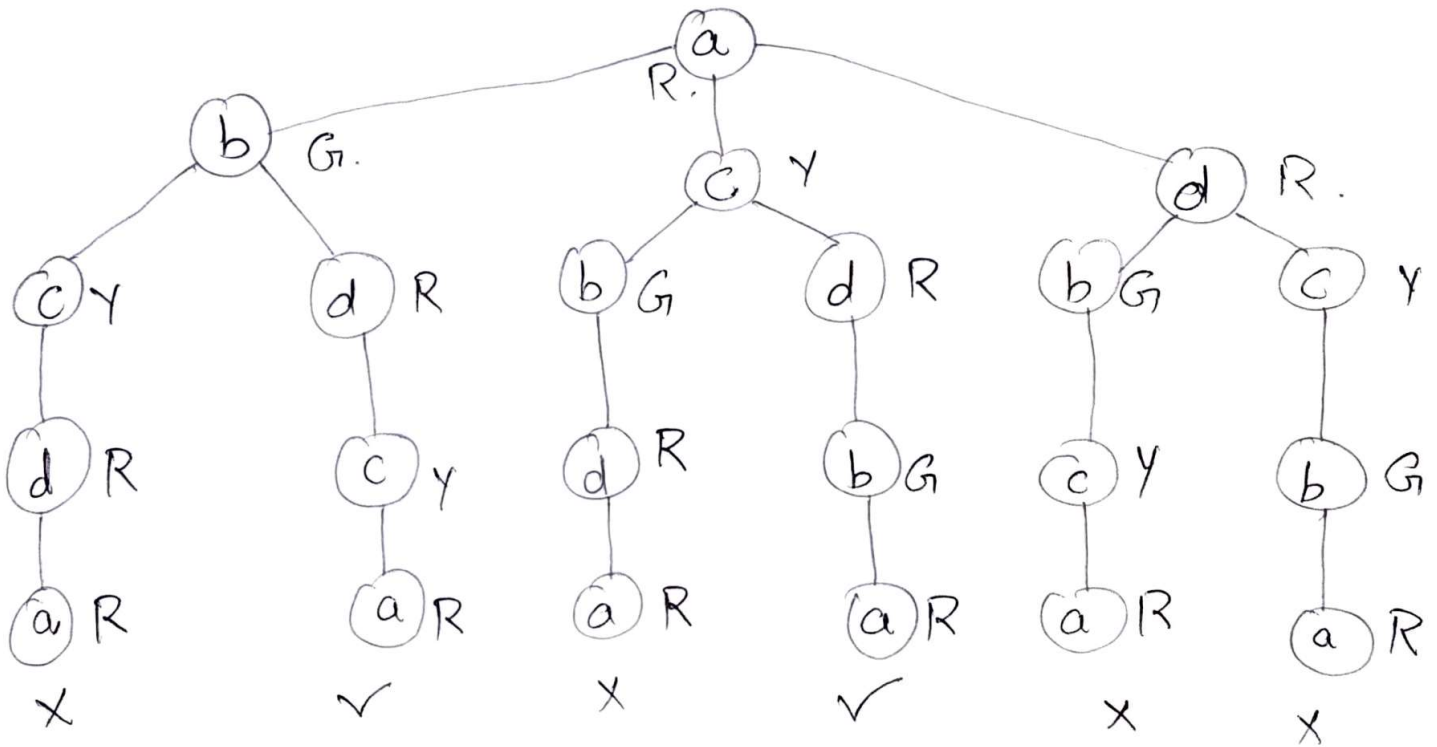 a
R.
b G. c Y d R.
c Y d R b G d R b G c Y
d R c Y d R b G c Y b G
a R a R a R a R a R a R
X ✓ X ✓ X X